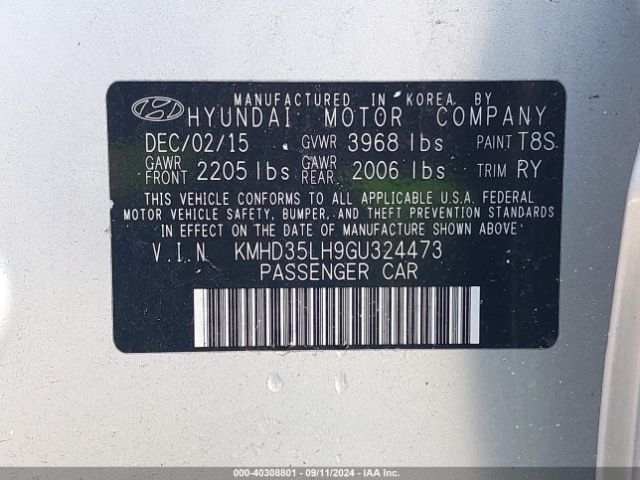 MANUFACTURED IN KOREA BY
HYUNDAI MOTOR COMPANY
DEC/02/15 GVWR 3968 lbs PAINT T8S
GAWR FRONT 2205 lbs GAWR REAR 2006 lbs TRIM RY
THIS VEHICLE CONFORMS TO ALL APPLICABLE U.S.A. FEDERAL
MOTOR VEHICLE SAFETY, BUMPER, AND THEFT PREVENTION STANDARDS
IN EFFECT ON THE DATE OF MANUFACTURE SHOWN ABOVE
V.I.N KMHD35LH9GU324473
PASSENGER CAR
000-40308801 - 09/11/2024 - IAA Inc.